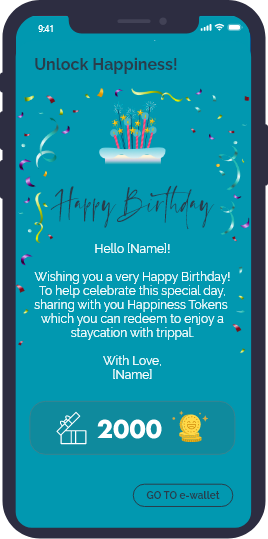 9:41
Unlock Happiness!
Happy Birthday
Hello [Name]!
Wishing you a very Happy Birthday!
To help celebrate this special day,
sharing with you Happiness Tokens
which you can redeem to enjoy a
staycation with trippal.
With Love,
[Name]
2000
GO TO e-wallet